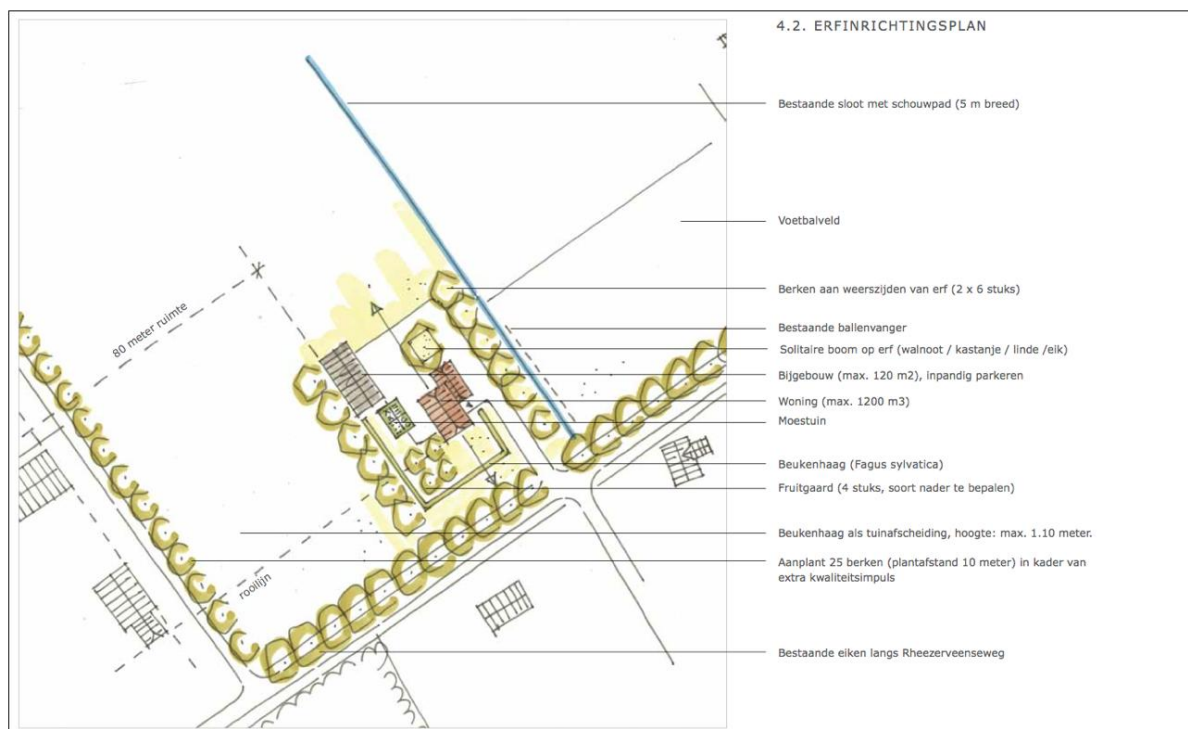 4.2. ERFINRICHTINGSPLAN
Bestaande sloot met schouwpad (5 m breed)
Voetbalveld
Berken aan weerszijden van erf (2 x 6 stuks)
Bestaande ballenvanger
Solitaire boom op erf (walnoot / kastanje / linde /eik)
Bijgebouw (max. 120 m2), inpandig parkeren
Woning (max. 1200 m3)
Moestuin
Beukenhaag (Fagus sylvatica)
Fruitgaard (4 stuks, soort nader te bepalen)
Beukenhaag als tuinafscheiding, hoogte: max. 1.10 meter.
Aanplant 25 berken (plantafstand 10 meter) in kader van
extra kwaliteitsimpuls
Bestaande eiken langs Rheezerveenseweg
80 meter ruimte
rooilijn